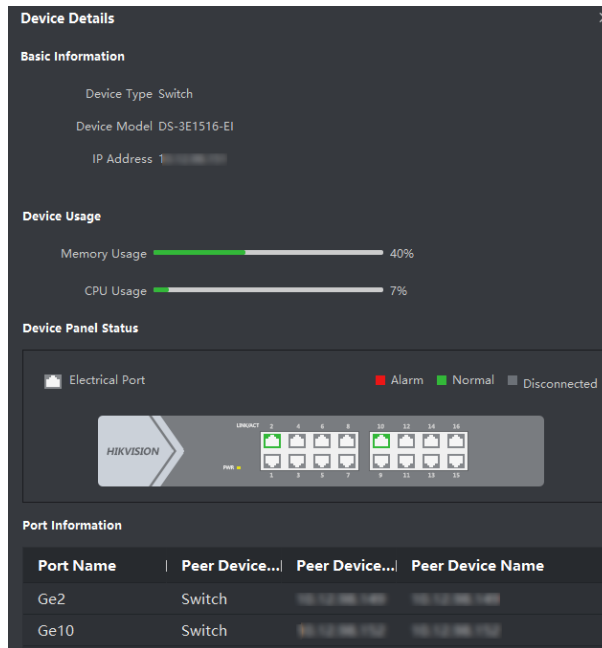 Device Details
Basic Information
Device Type Switch
Device Model DS-3E1516-EI
IP Address 1
Device Usage
Memory Usage 40%
CPU Usage 7%
Device Panel Status
Electrical Port Alarm Normal Disconnected
LINK/ACT 2 4 6 8 10 12 14 16
HIKVISION
PWR
1 3 5 7 9 11 13 15
Port Information
Port Name Peer Device... Peer Device... Peer Device Name
Ge2 Switch
Ge10 Switch